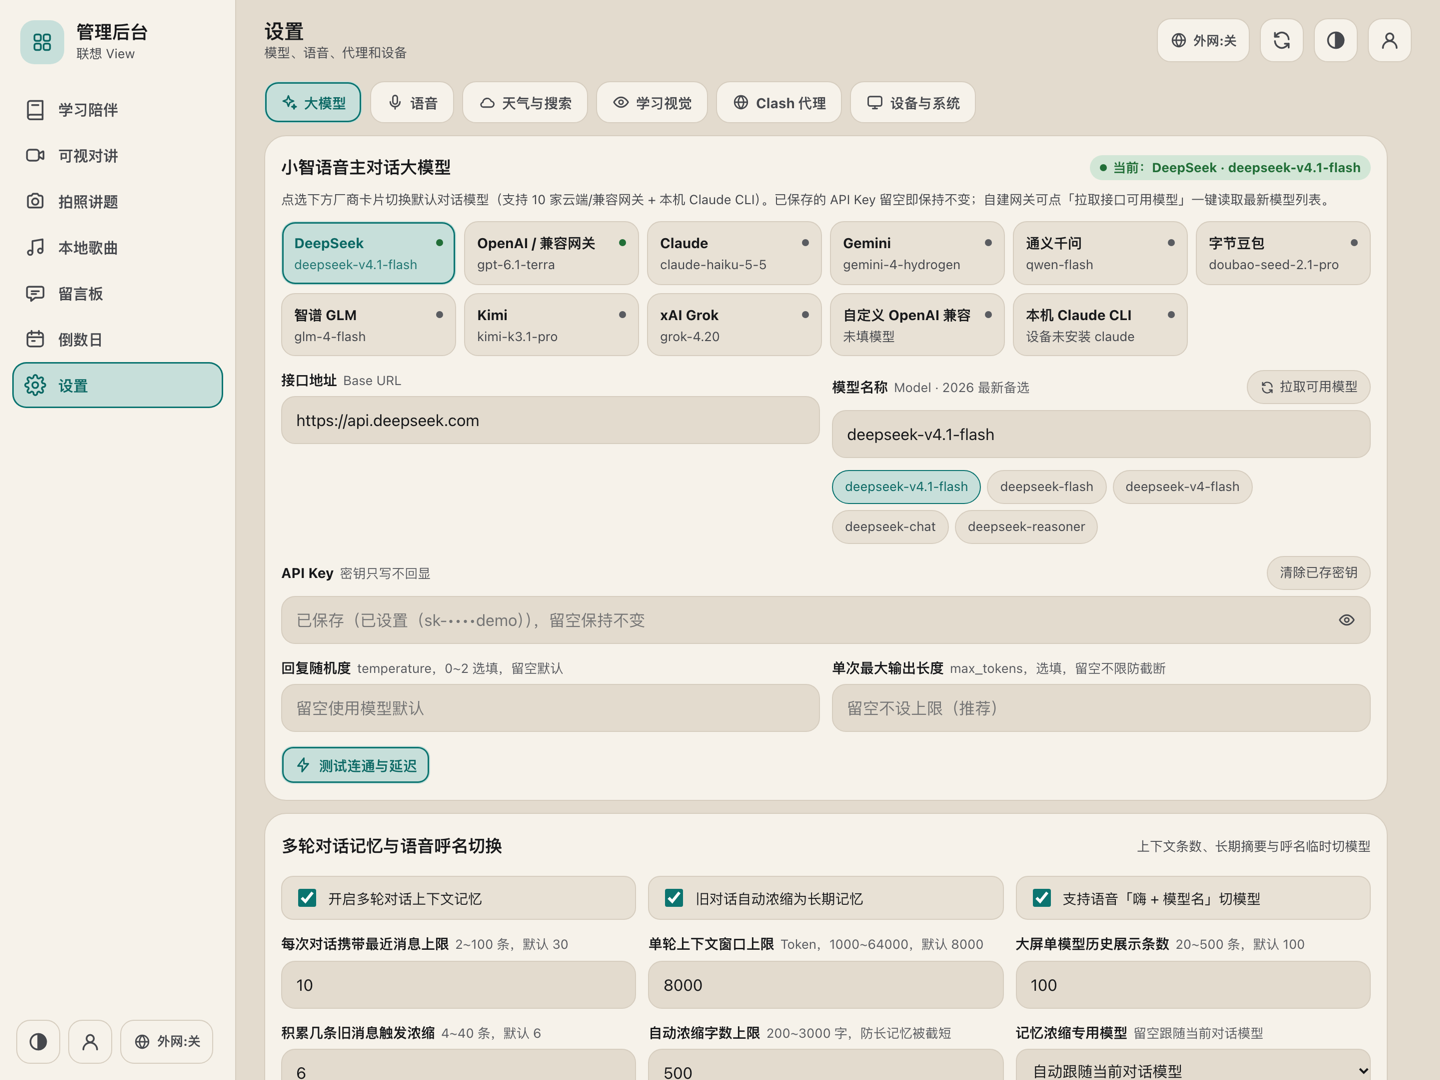 管理后台
联想 View
学习陪伴
可视对讲
拍照讲题
本地歌曲
留言板
倒数日
设置
外网:关
设置
模型、语音、代理和设备
外网:关
大模型
语音
天气与搜索
学习视觉
Clash 代理
设备与系统
小智语音主对话大模型
当前：DeepSeek · deepseek-v4.1-flash
点选下方厂商卡片切换默认对话模型（支持 10 家云端/兼容网关 + 本机 Claude CLI）。已保存的 API Key 留空即保持不变；自建网关可点「拉取接口可用模型」一键读取最新模型列表。
DeepSeek
deepseek-v4.1-flash
OpenAI / 兼容网关
gpt-6.1-terra
Claude
claude-haiku-5-5
Gemini
gemini-4-hydrogen
通义千问
qwen-flash
字节豆包
doubao-seed-2.1-pro
智谱 GLM
glm-4-flash
Kimi
kimi-k3.1-pro
xAI Grok
grok-4.20
自定义 OpenAI 兼容
未填模型
本机 Claude CLI
设备未安装 claude
接口地址 Base URL
https://api.deepseek.com
模型名称 Model · 2026 最新备选
拉取可用模型
deepseek-v4.1-flash
deepseek-v4.1-flash
deepseek-flash
deepseek-v4-flash
deepseek-chat
deepseek-reasoner
API Key 密钥只写不回显
清除已存密钥
已保存（已设置（sk-••••demo）），留空保持不变
回复随机度 temperature，0~2 选填，留空默认
留空使用模型默认
单次最大输出长度 max_tokens，选填，留空不限防截断
留空不设上限（推荐）
测试连通与延迟
多轮对话记忆与语音呼名切换
上下文条数、长期摘要与呼名临时切模型
开启多轮对话上下文记忆
旧对话自动浓缩为长期记忆
支持语音「嗨 + 模型名」切模型
每次对话携带最近消息上限 2~100 条，默认 30
10
单轮上下文窗口上限 Token，1000~64000，默认 8000
8000
大屏单模型历史展示条数 20~500 条，默认 100
100
积累几条旧消息触发浓缩 4~40 条，默认 6
6
自动浓缩字数上限 200~3000 字，防长记忆被截短
500
记忆浓缩专用模型 留空跟随当前对话模型
自动跟随当前对话模型